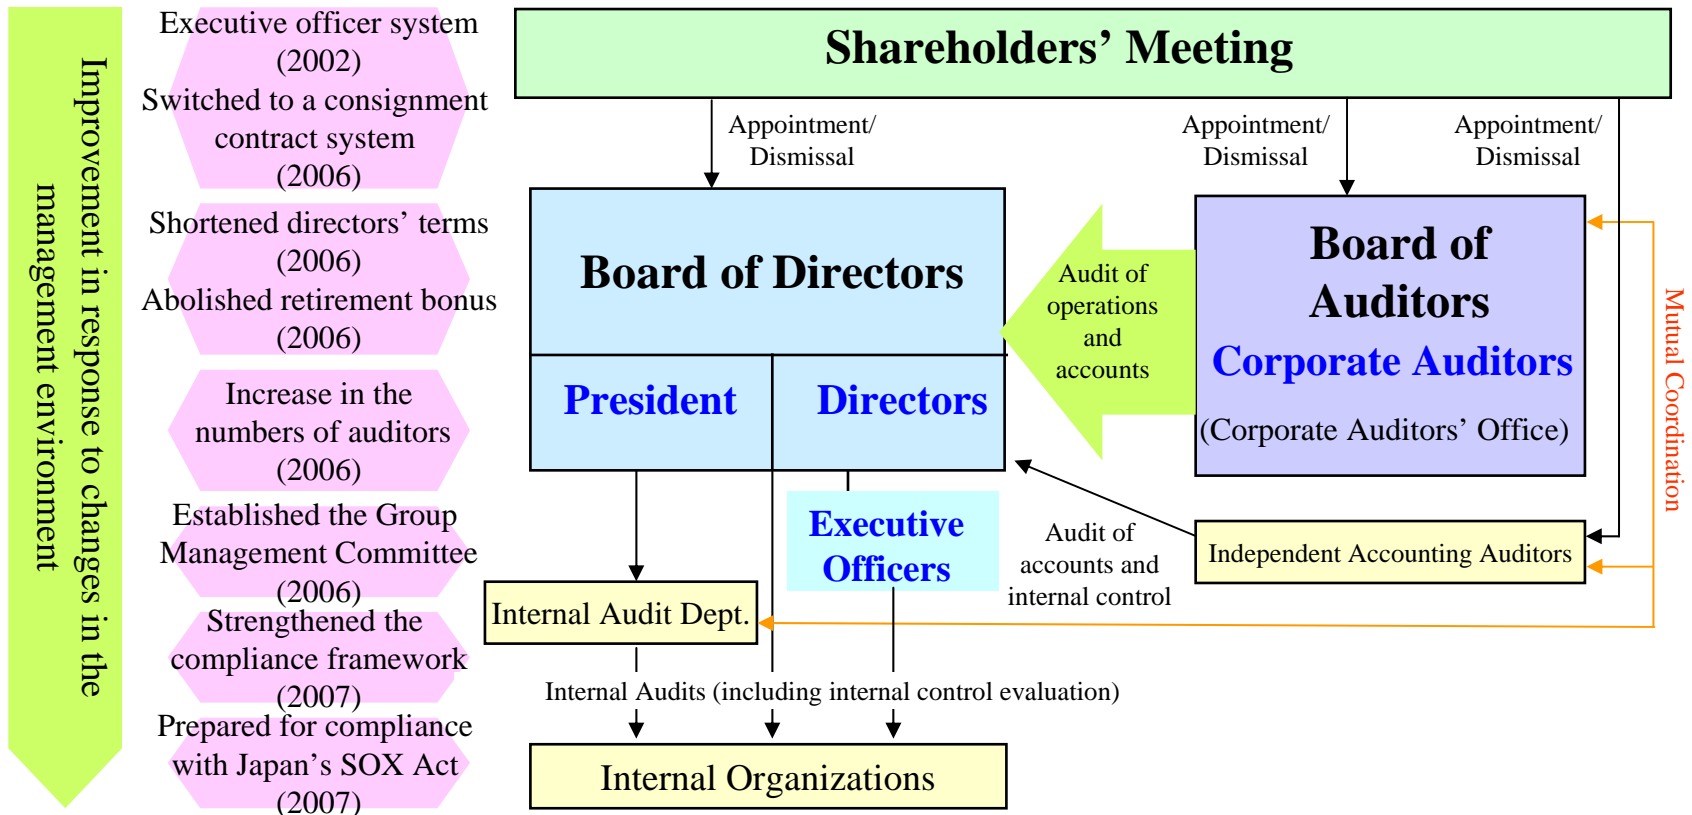 Improvement in response to changes in the
management environment
Executive officer system
(2002)
Switched to a consignment
contract system
(2006)
Shortened directors’ terms
(2006)
Abolished retirement bonus
(2006)
Increase in the
numbers of auditors
(2006)
Established the Group
Management Committee
(2006)
Strengthened the
compliance framework
(2007)
Prepared for compliance
with Japan’s SOX Act
(2007)
Shareholders’ Meeting
Appointment/
Dismissal
Appointment/
Dismissal
Appointment/
Dismissal
Board of Directors
President
Directors
Audit of
operations
and
accounts
Board of
Auditors
Corporate Auditors
(Corporate Auditors’ Office)
Mutual Coordination
Executive
Officers
Audit of
accounts and
internal control
Independent Accounting Auditors
Internal Audit Dept.
Internal Audits (including internal control evaluation)
Internal Organizations